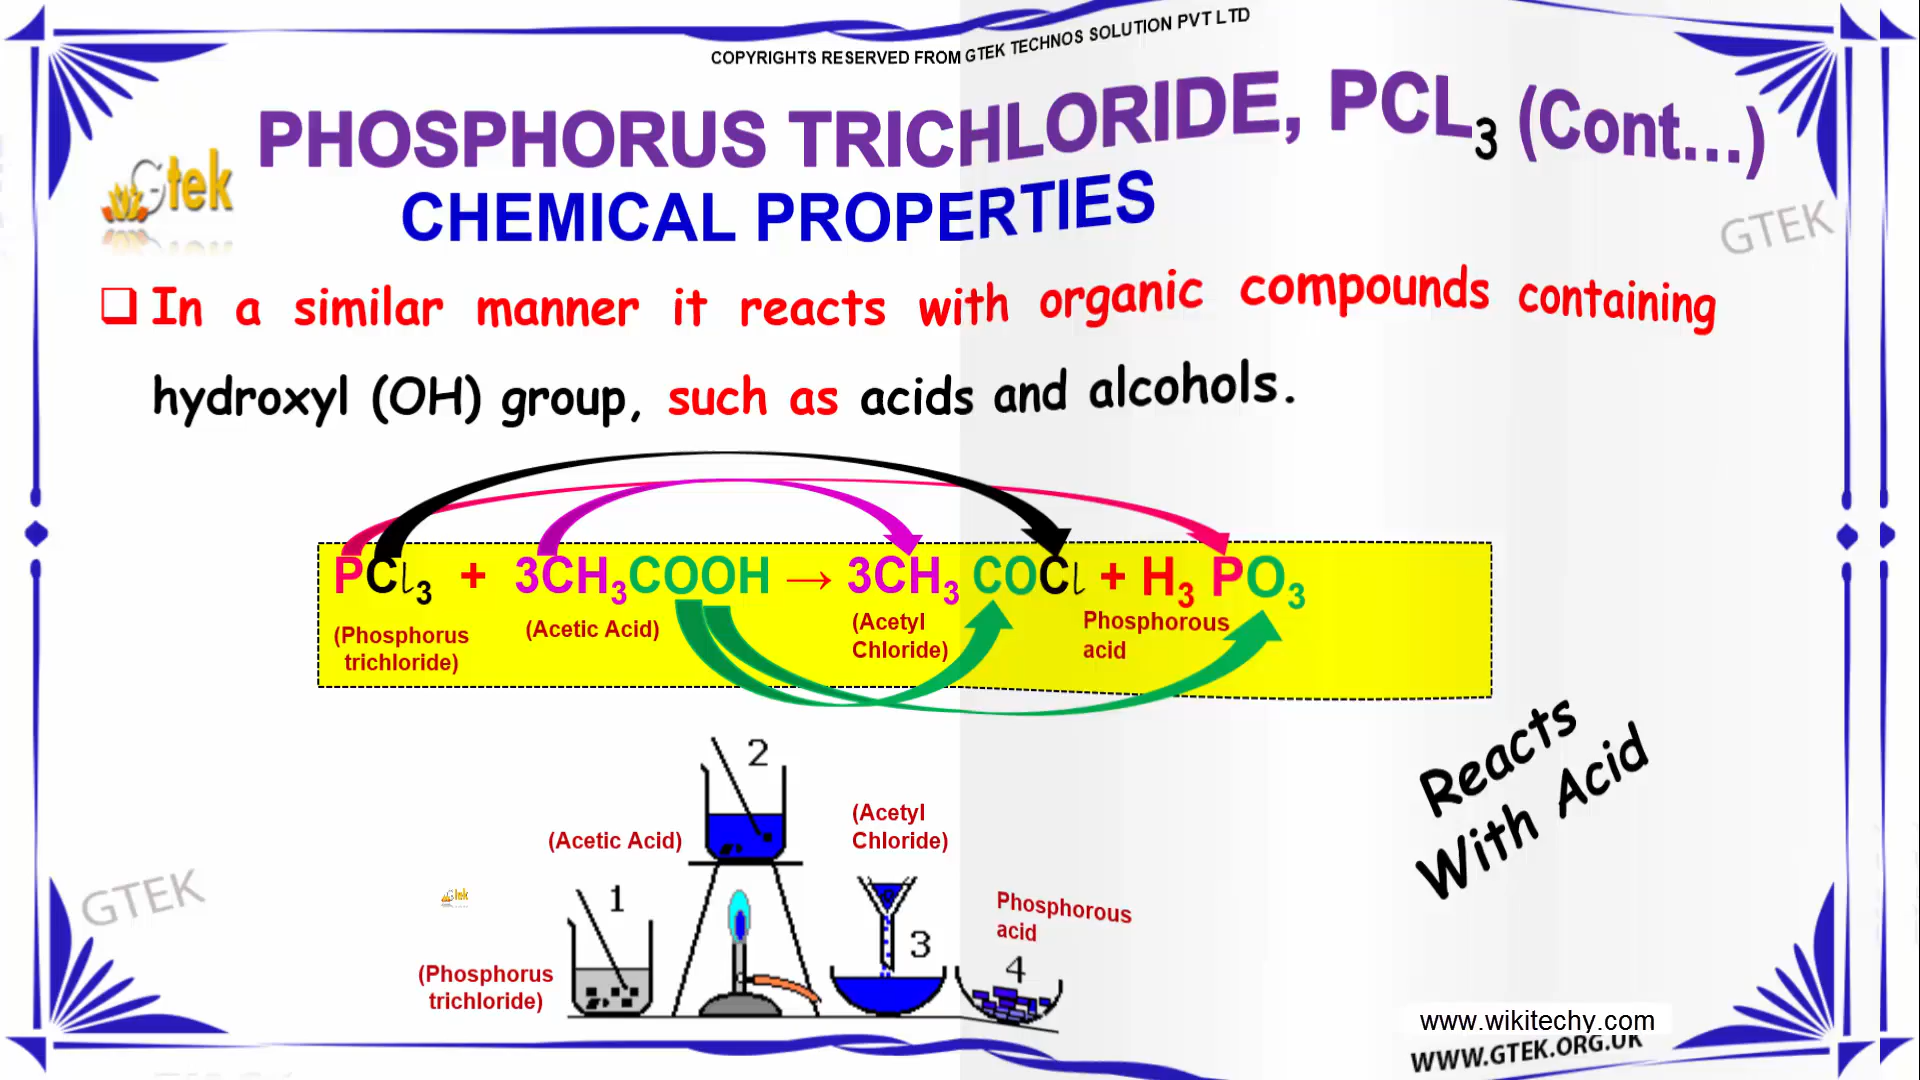 COPYRIGHTS RESERVED FROM GTEK TECHNOS SOLUTION PVT LTD
PHOSPHORUS TRICHLORIDE, PCL3 (Cont...)
Gtek
CHEMICAL PROPERTIES
GTEK
❑ In a similar manner it reacts with organic compounds containing
hydroxyl (OH) group, such as acids and alcohols.
PCl3 + 3CH3COOH → 3CH3 COCl + H3 PO3
(Phosphorus
trichloride)
(Acetic Acid)
(Acetyl
Chloride)
Phosphorous
acid
Reacts
With Acid
2
(Acetic Acid)
(Acetyl
Chloride)
GTEK
Gtek
1
3
Phosphorous
acid
4
(Phosphorus
trichloride)
www.wikitechy.com
WWW.GTEK.ORG.UK